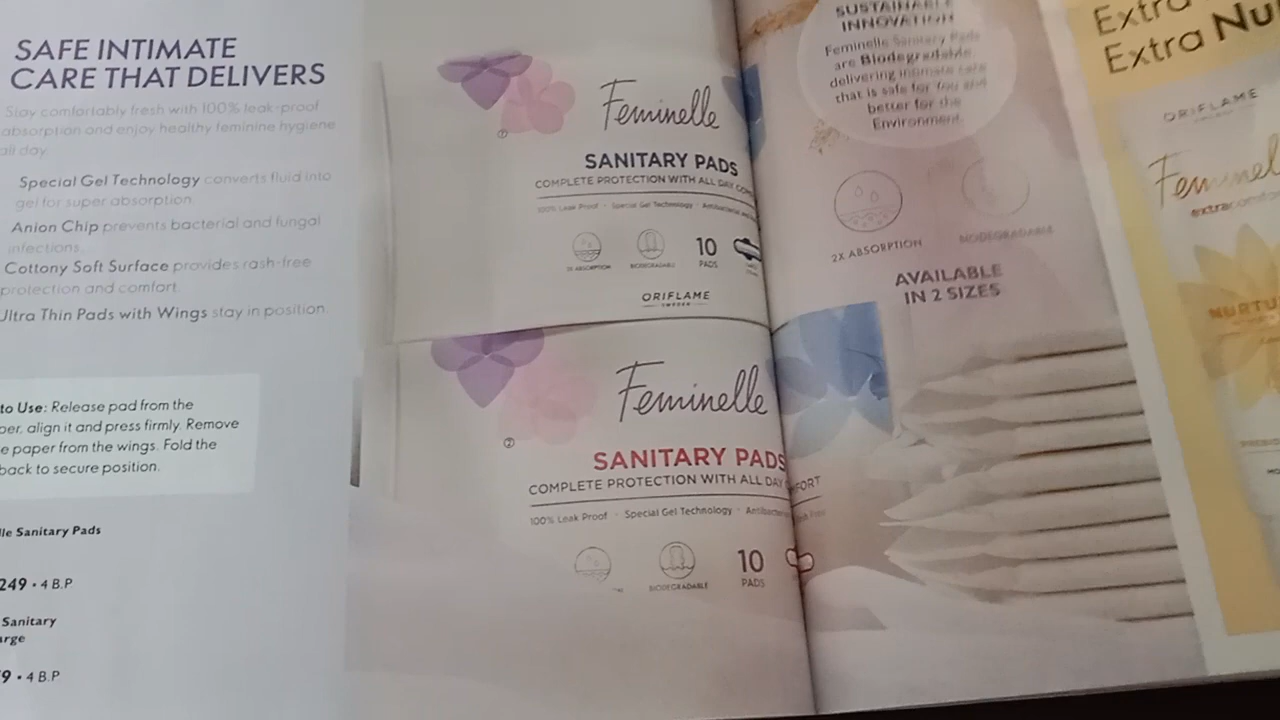 SAFE INTIMATE
CARE THAT DELIVERS
Stay comfortably fresh with 100% leak-proof
absorption and enjoy healthy feminine hygiene
all day.
Special Gel Technology converts fluid into
gel for super absorption.
Anion Chip prevents bacterial and fungal
infections.
Cottony Soft Surface provides rash-free
protection and comfort.
Ultra Thin Pads with Wings stay in position.
to Use: Release pad from the
per, align it and press firmly. Remove
e paper from the wings. Fold the
back to secure position.
lle Sanitary Pads
249 • 4 B.P
Sanitary
arge
9 • 4 B.P
Feminelle
SANITARY PADS
COMPLETE PROTECTION WITH ALL DAY
100% Leak Proof · Special Gel Technology ·
2X ABSORPTION
BIODEGRADABLE
10
PADS
ORIFLAME
SWEDEN
Feminelle
SANITARY PADS
COMPLETE PROTECTION WITH ALL DAY
100% Leak Proof · Special Gel Technology ·
BIODEGRADABLE
10
PADS
SUSTAINABLE
INNOVATION
Feminelle Sanitary Pads
are Biodegradable,
delivering intimate care
that is safe for You and
better for the
Environment.
2X ABSORPTION
BIODEGRADABLE
AVAILABLE
IN 2 SIZES
Extra
Extra Nu
ORIFLAME
Feminel
extra
NURTU